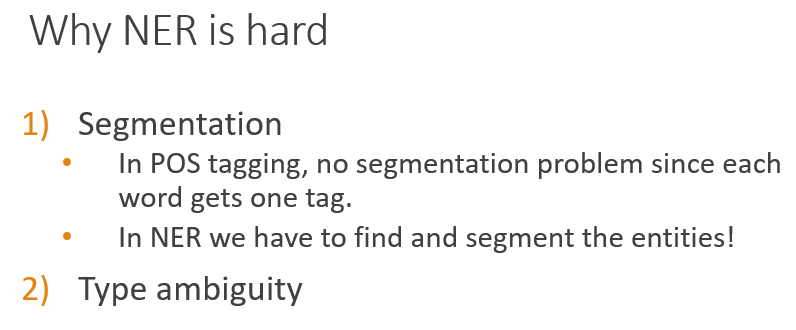 Why NER is hard
1) Segmentation
• In POS tagging, no segmentation problem since each
word gets one tag.
• In NER we have to find and segment the entities!
2) Type ambiguity